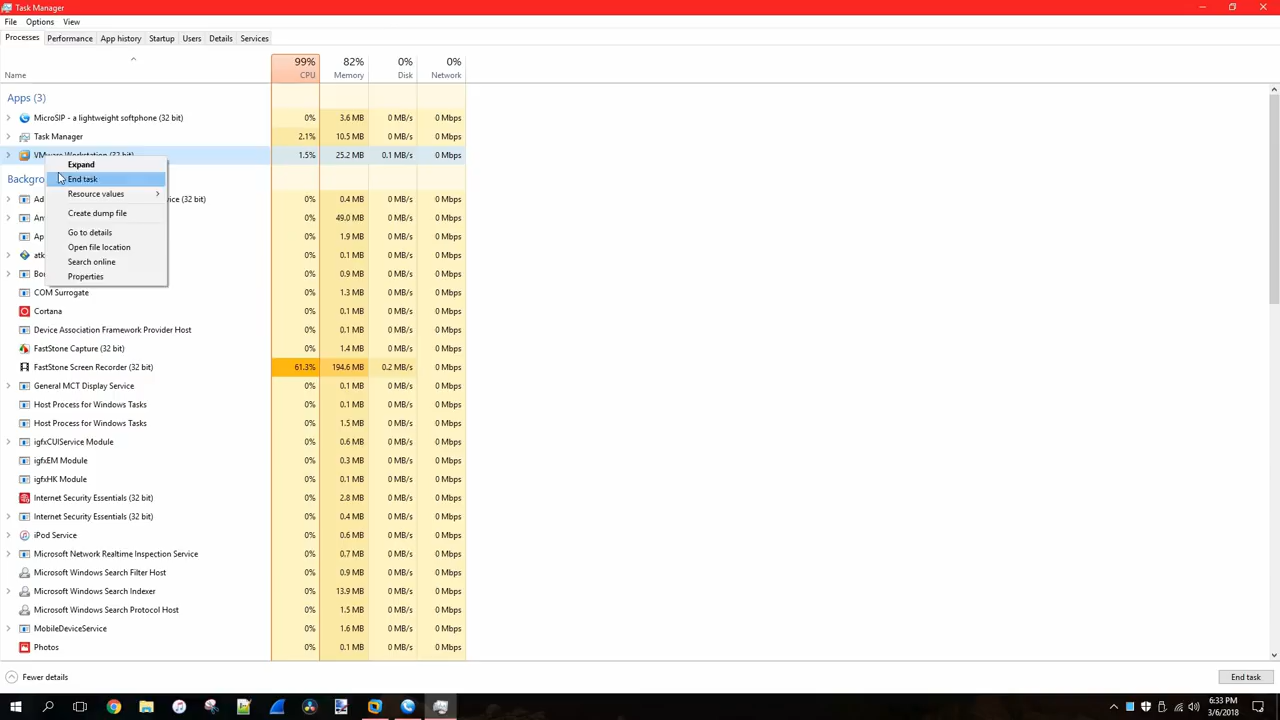 Task Manager
File Options View
Processes Performance App history Startup Users Details Services
99% 82% 0% 0%
Name CPU Memory Disk Network
Apps (3)
MicroSIP - a lightweight softphone (32 bit) 0% 3.6 MB 0 MB/s 0 Mbps
Task Manager 2.1% 10.5 MB 0 MB/s 0 Mbps
VMware Workstation (32 bit) 1.5% 25.2 MB 0.1 MB/s 0 Mbps
Expand
End task
Resource values
Create dump file
Go to details
Open file location
Search online
Properties
Backgro
Ad vice (32 bit) 0% 0.4 MB 0 MB/s 0 Mbps
An 0% 49.0 MB 0 MB/s 0 Mbps
Ap 0% 1.9 MB 0 MB/s 0 Mbps
atk 0% 0.1 MB 0 MB/s 0 Mbps
Bo 0% 0.9 MB 0 MB/s 0 Mbps
COM Surrogate 0% 1.3 MB 0 MB/s 0 Mbps
Cortana 0% 0.1 MB 0 MB/s 0 Mbps
Device Association Framework Provider Host 0% 0.1 MB 0 MB/s 0 Mbps
FastStone Capture (32 bit) 0% 1.4 MB 0 MB/s 0 Mbps
FastStone Screen Recorder (32 bit) 61.3% 194.6 MB 0.2 MB/s 0 Mbps
General MCT Display Service 0% 0.1 MB 0 MB/s 0 Mbps
Host Process for Windows Tasks 0% 0.1 MB 0 MB/s 0 Mbps
Host Process for Windows Tasks 0% 1.5 MB 0 MB/s 0 Mbps
igfxCUIService Module 0% 0.6 MB 0 MB/s 0 Mbps
igfxEM Module 0% 0.3 MB 0 MB/s 0 Mbps
igfxHK Module 0% 0.1 MB 0 MB/s 0 Mbps
Internet Security Essentials (32 bit) 0% 2.8 MB 0 MB/s 0 Mbps
Internet Security Essentials (32 bit) 0% 0.4 MB 0 MB/s 0 Mbps
iPod Service 0% 0.6 MB 0 MB/s 0 Mbps
Microsoft Network Realtime Inspection Service 0% 0.7 MB 0 MB/s 0 Mbps
Microsoft Windows Search Filter Host 0% 0.9 MB 0 MB/s 0 Mbps
Microsoft Windows Search Indexer 0% 13.9 MB 0 MB/s 0 Mbps
Microsoft Windows Search Protocol Host 0% 1.5 MB 0 MB/s 0 Mbps
MobileDeviceService 0% 1.6 MB 0 MB/s 0 Mbps
Photos 0% 0.1 MB 0 MB/s 0 Mbps
Fewer details End task
6:33 PM
3/6/2018